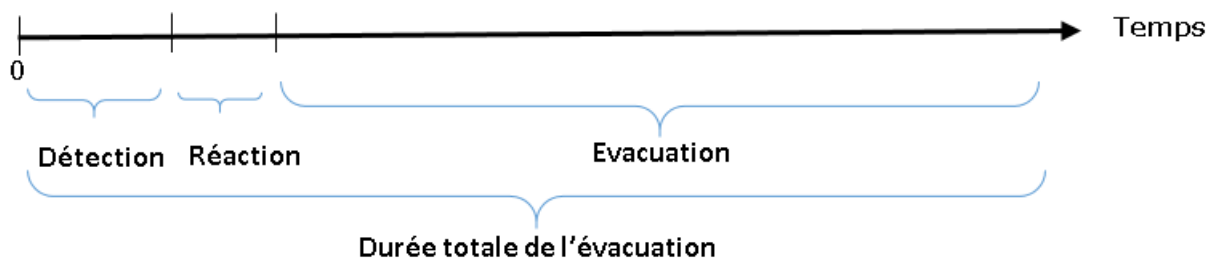 Temps
0
Détection
Réaction
Evacuation
Durée totale de l'évacuation